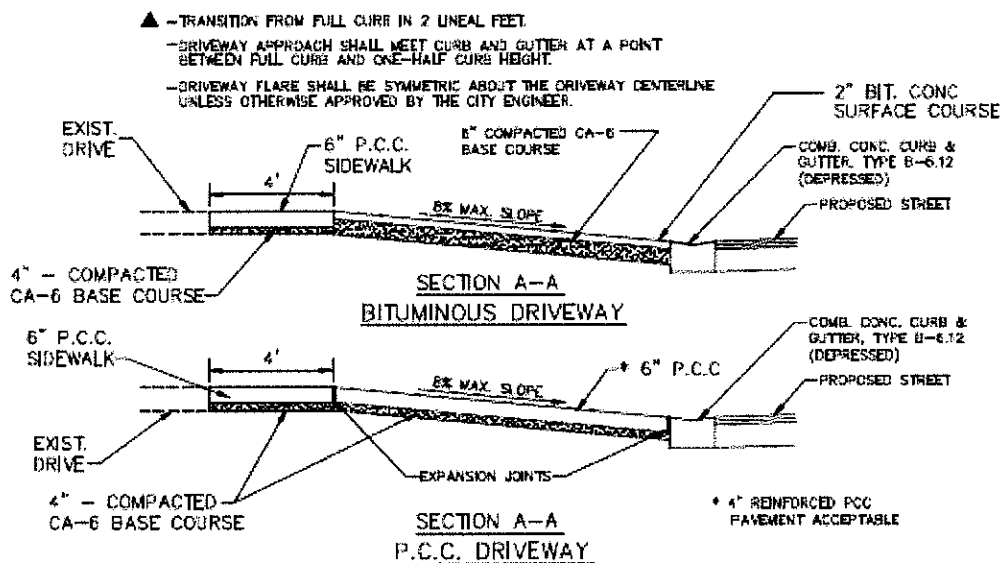 ▲ - TRANSITION FROM FULL CURB IN 2 LINEAL FEET.
- DRIVEWAY APPROACH SHALL MEET CURB AND GUTTER AT A POINT
BETWEEN FULL CURB AND ONE-HALF CURB HEIGHT.
- DRIVEWAY FLARE SHALL BE SYMMETRIC ABOUT THE DRIVEWAY CENTERLINE
UNLESS OTHERWISE APPROVED BY THE CITY ENGINEER.
2" BIT. CONC
SURFACE COURSE
EXIST.
DRIVE
6" P.C.C.
SIDEWALK
COMPACTED CA-6
BASE COURSE
COMB. CONC. CURB &
GUTTER, TYPE B-6.12
(DEPRESSED)
4'
8% MAX. SLOPE
PROPOSED STREET
4" - COMPACTED
CA-6 BASE COURSE
SECTION A-A
BITUMINOUS DRIVEWAY
6" P.C.C.
SIDEWALK
4'
8% MAX. SLOPE
* 6" P.C.C
COMB. CONC. CURB &
GUTTER, TYPE B-6.12
(DEPRESSED)
PROPOSED STREET
EXIST.
DRIVE
EXPANSION JOINTS
4" - COMPACTED
CA-6 BASE COURSE
* 4" REINFORCED PCC
PAVEMENT ACCEPTABLE
SECTION A-A
P.C.C. DRIVEWAY